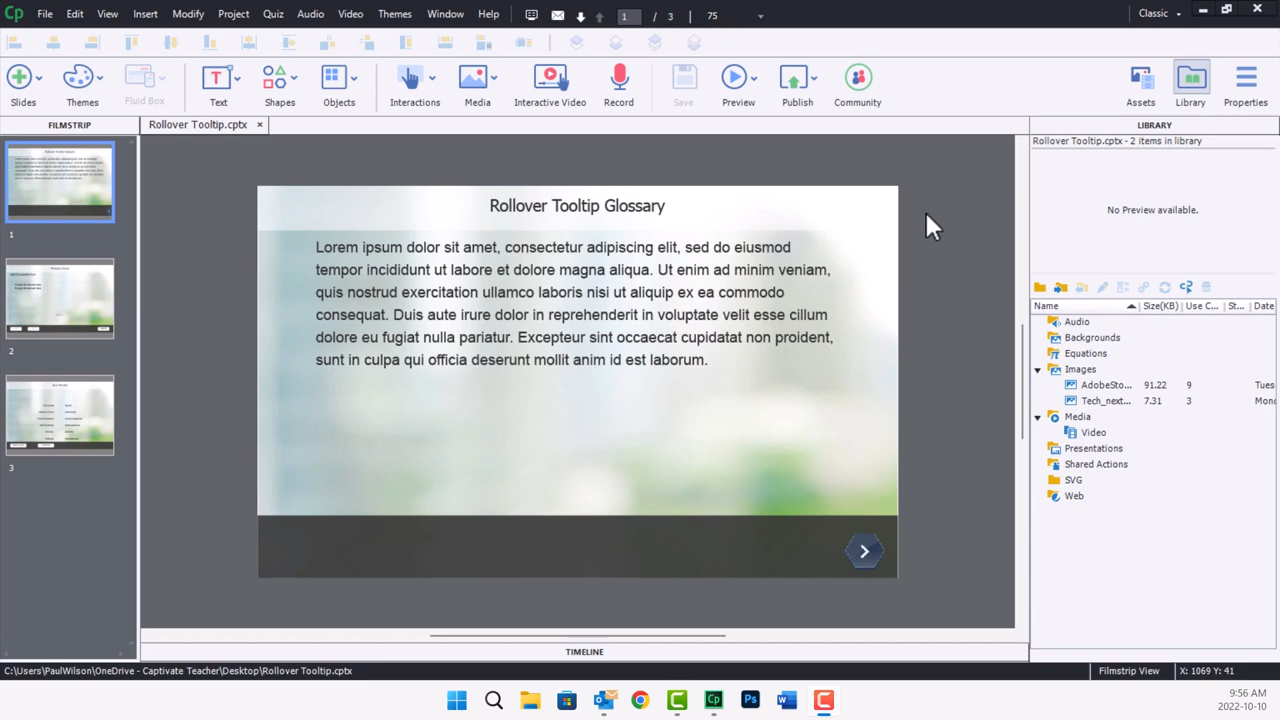 Cp File Edit View Insert Modify Project Quiz Audio Video Themes Window Help 1 / 3 75 Classic
Slides Themes Fluid Box Text Shapes Objects Interactions Media Interactive Video Record Save Preview Publish Community Assets Library Properties
FILMSTRIP
Rollover Tooltip.cptx ×
LIBRARY
Rollover Tooltip.cptx - 2 items in library
No Preview available.
1
2
3
Rollover Tooltip Glossary
Lorem ipsum dolor sit amet, consectetur adipiscing elit, sed do eiusmod
tempor incididunt ut labore et dolore magna aliqua. Ut enim ad minim veniam,
quis nostrud exercitation ullamco laboris nisi ut aliquip ex ea commodo
consequat. Duis aute irure dolor in reprehenderit in voluptate velit esse cillum
dolore eu fugiat nulla pariatur. Excepteur sint occaecat cupidatat non proident,
sunt in culpa qui officia deserunt mollit anim id est laborum.
Name Size(KB) Use C... St... Date
Audio
Backgrounds
Equations
Images
AdobeSto... 91.22 9 Tues
Tech_next... 7.31 3 Mond
Media
Video
Presentations
Shared Actions
SVG
Web
TIMELINE
C:\Users\PaulWilson\OneDrive - Captivate Teacher\Desktop\Rollover Tooltip.cptx
Filmstrip View X: 1069 Y: 41
9:56 AM
2022-10-10